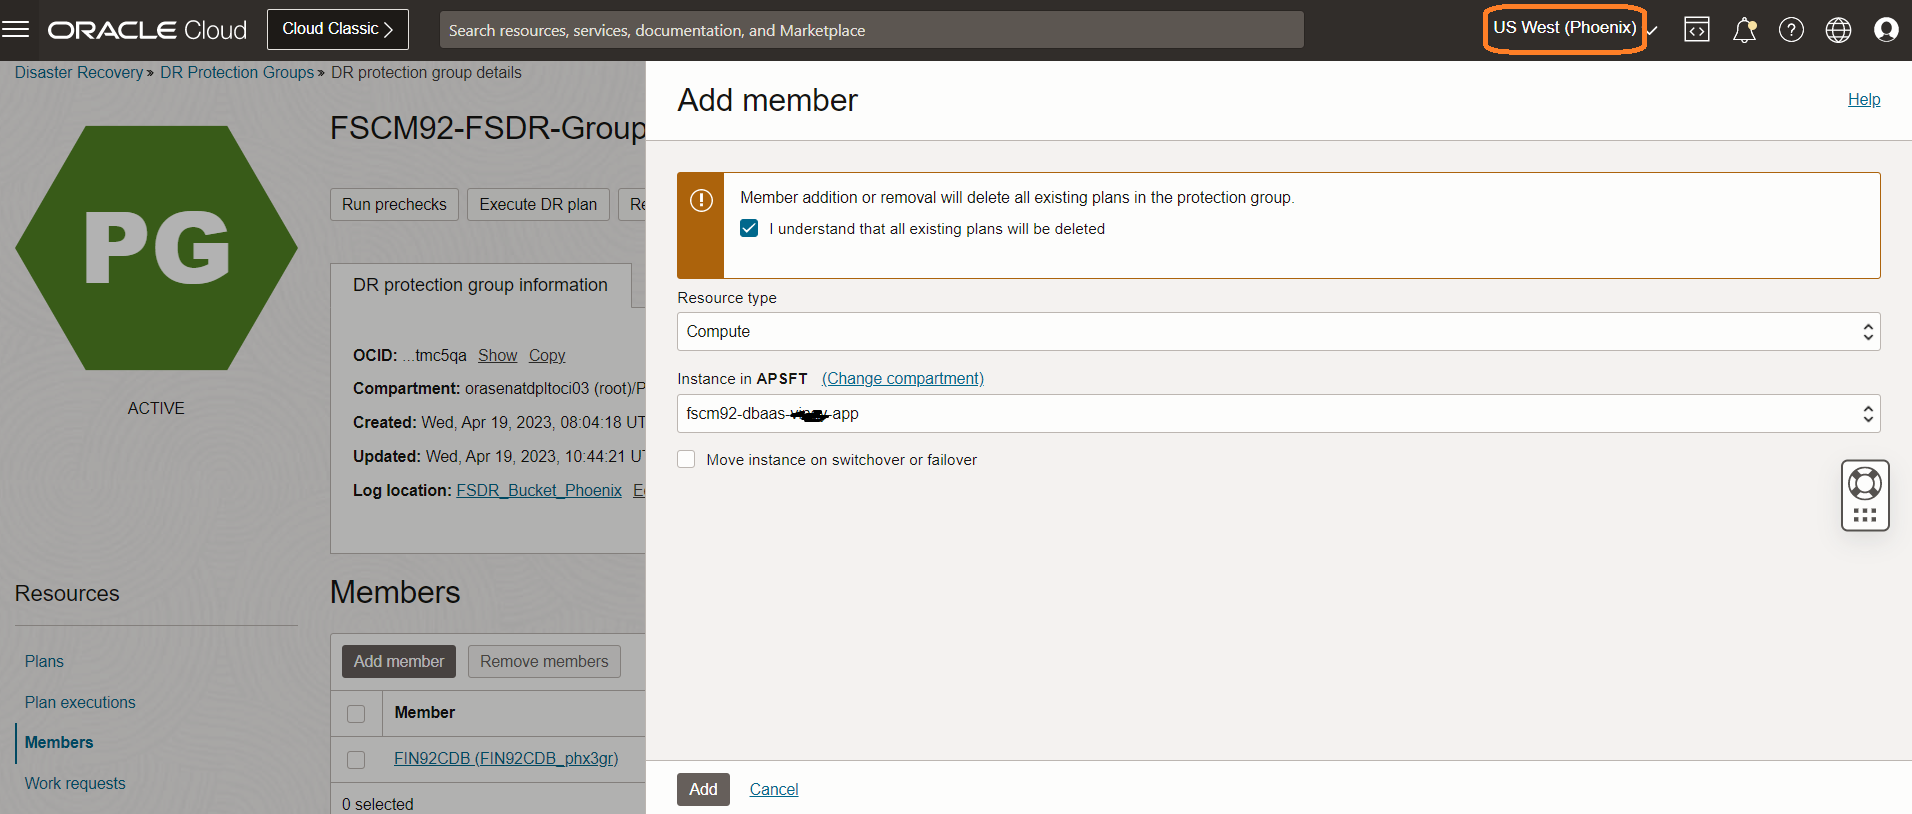 ORACLE Cloud
Cloud Classic
Search resources, services, documentation, and Marketplace
US West (Phoenix)
Disaster Recovery » DR Protection Groups » DR protection group details
PG
ACTIVE
FSCM92-FSDR-Group
Run prechecks
Execute DR plan
Re
DR protection group information
OCID: ...tmc5qa Show Copy
Compartment: orasenatdpltoci03 (root)/P
Created: Wed, Apr 19, 2023, 08:04:18 UT
Updated: Wed, Apr 19, 2023, 10:44:21 U
Log location: FSDR_Bucket_Phoenix E
Resources
Plans
Plan executions
Members
Work requests
Members
Add member
Remove members
Member
FIN92CDB (FIN92CDB_phx3gr)
0 selected
Add member
Help
Member addition or removal will delete all existing plans in the protection group.
I understand that all existing plans will be deleted
Resource type
Compute
Instance in APSFT (Change compartment)
fscm92-dbaas- -app
Move instance on switchover or failover
Add
Cancel